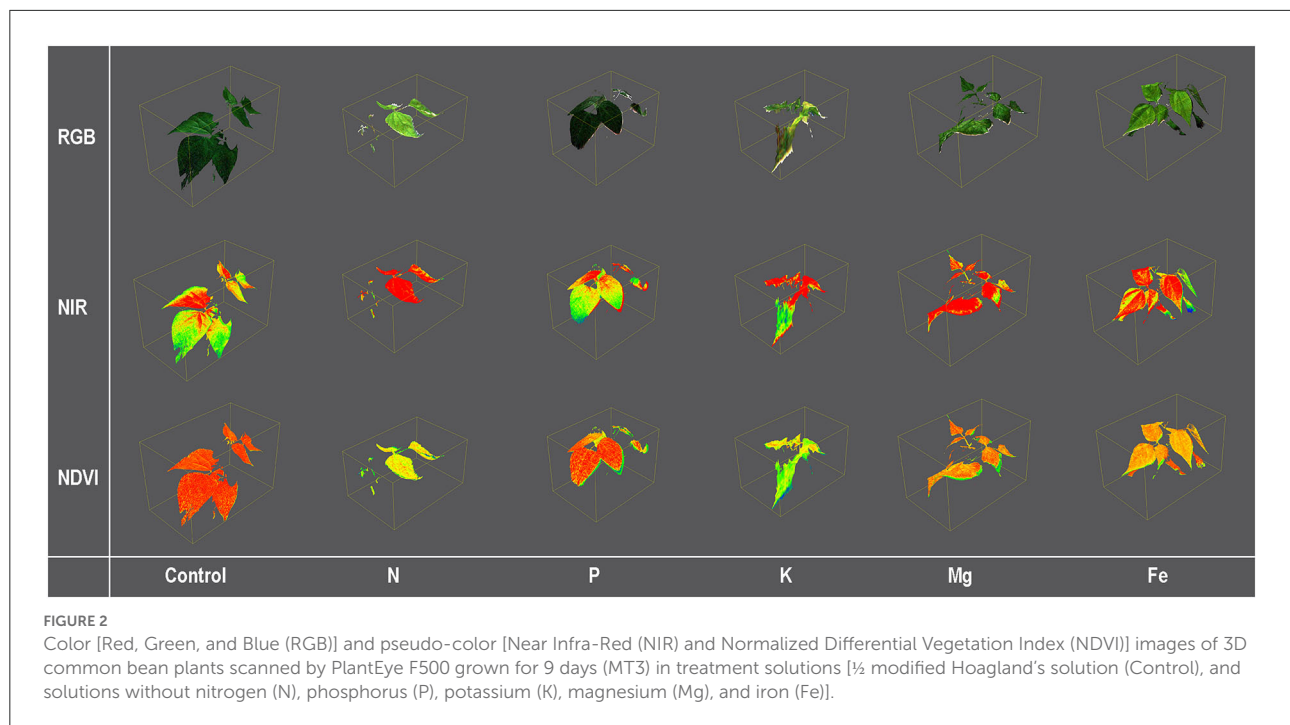 RGB
NIR
NDVI
Control N P K Mg Fe
FIGURE 2
Color [Red, Green, and Blue (RGB)] and pseudo-color [Near Infra-Red (NIR) and Normalized Differential Vegetation Index (NDVI)] images of 3D
common bean plants scanned by PlantEye F500 grown for 9 days (MT3) in treatment solutions [½ modified Hoagland's solution (Control), and
solutions without nitrogen (N), phosphorus (P), potassium (K), magnesium (Mg), and iron (Fe)].